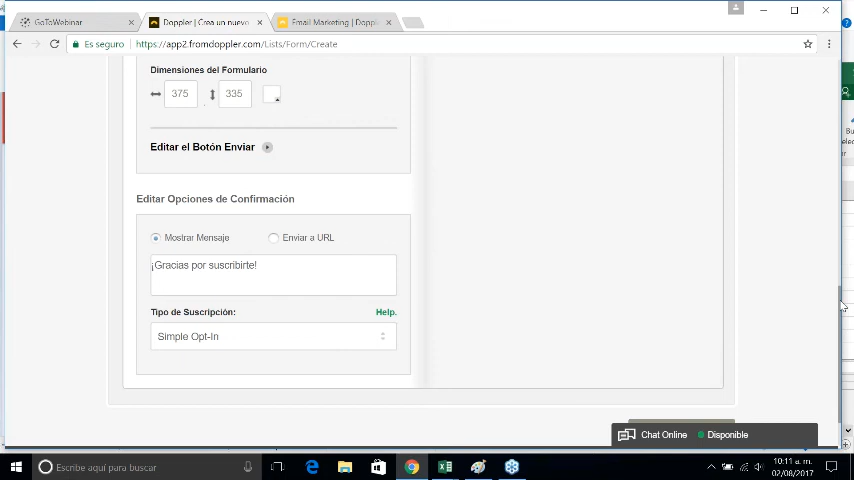 GoToWebinar
Doppler | Crea un nuevo
Email Marketing | Dopple
Es seguro
https://app2.fromdoppler.com/Lists/Form/Create
Dimensiones del Formulario
375
335
Editar el Botón Enviar
Editar Opciones de Confirmación
Mostrar Mensaje
Enviar a URL
¡Gracias por suscribirte!
Tipo de Suscripción:
Help.
Simple Opt-In
Chat Online
Disponible
Escribe aquí para buscar
10:11 a. m.
02/08/2017